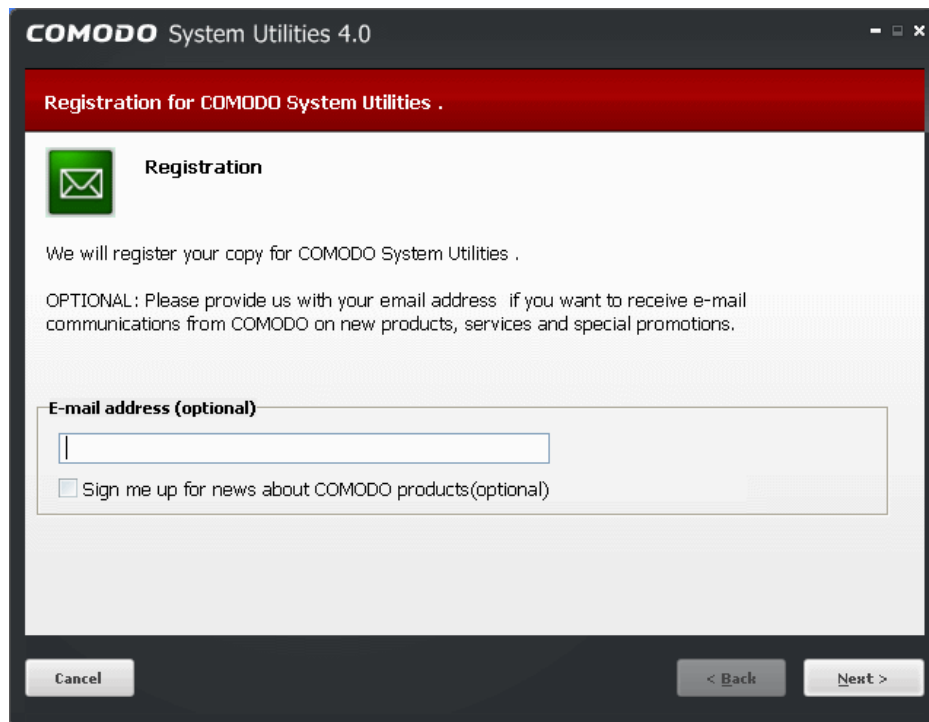 COMODO System Utilities 4.0
Registration for COMODO System Utilities .
Registration
We will register your copy for COMODO System Utilities .
OPTIONAL: Please provide us with your email address  if you want to receive e-mail
communications from COMODO on new products, services and special promotions.
E-mail address (optional)
Sign me up for news about COMODO products(optional)
Cancel
< Back
Next >